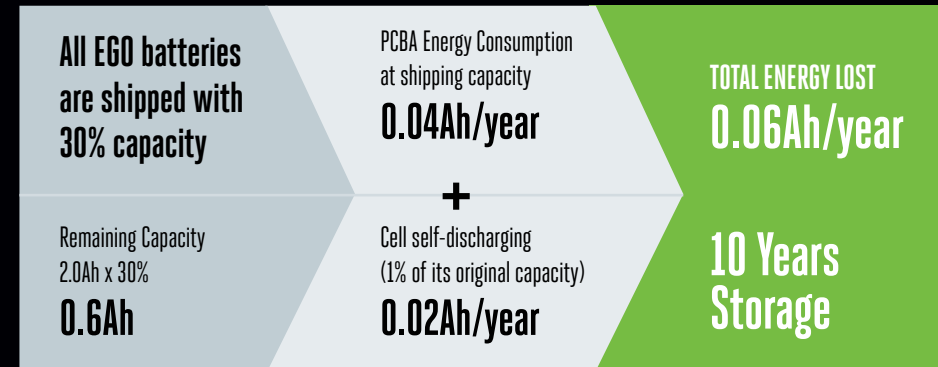 All EGO batteries
are shipped with
30% capacity
Remaining Capacity
2.0Ah x 30%
0.6Ah
PCBA Energy Consumption
at shipping capacity
0.04Ah/year
+
Cell self-discharging
(1% of its original capacity)
0.02Ah/year
TOTAL ENERGY LOST
0.06Ah/year
10 Years
Storage